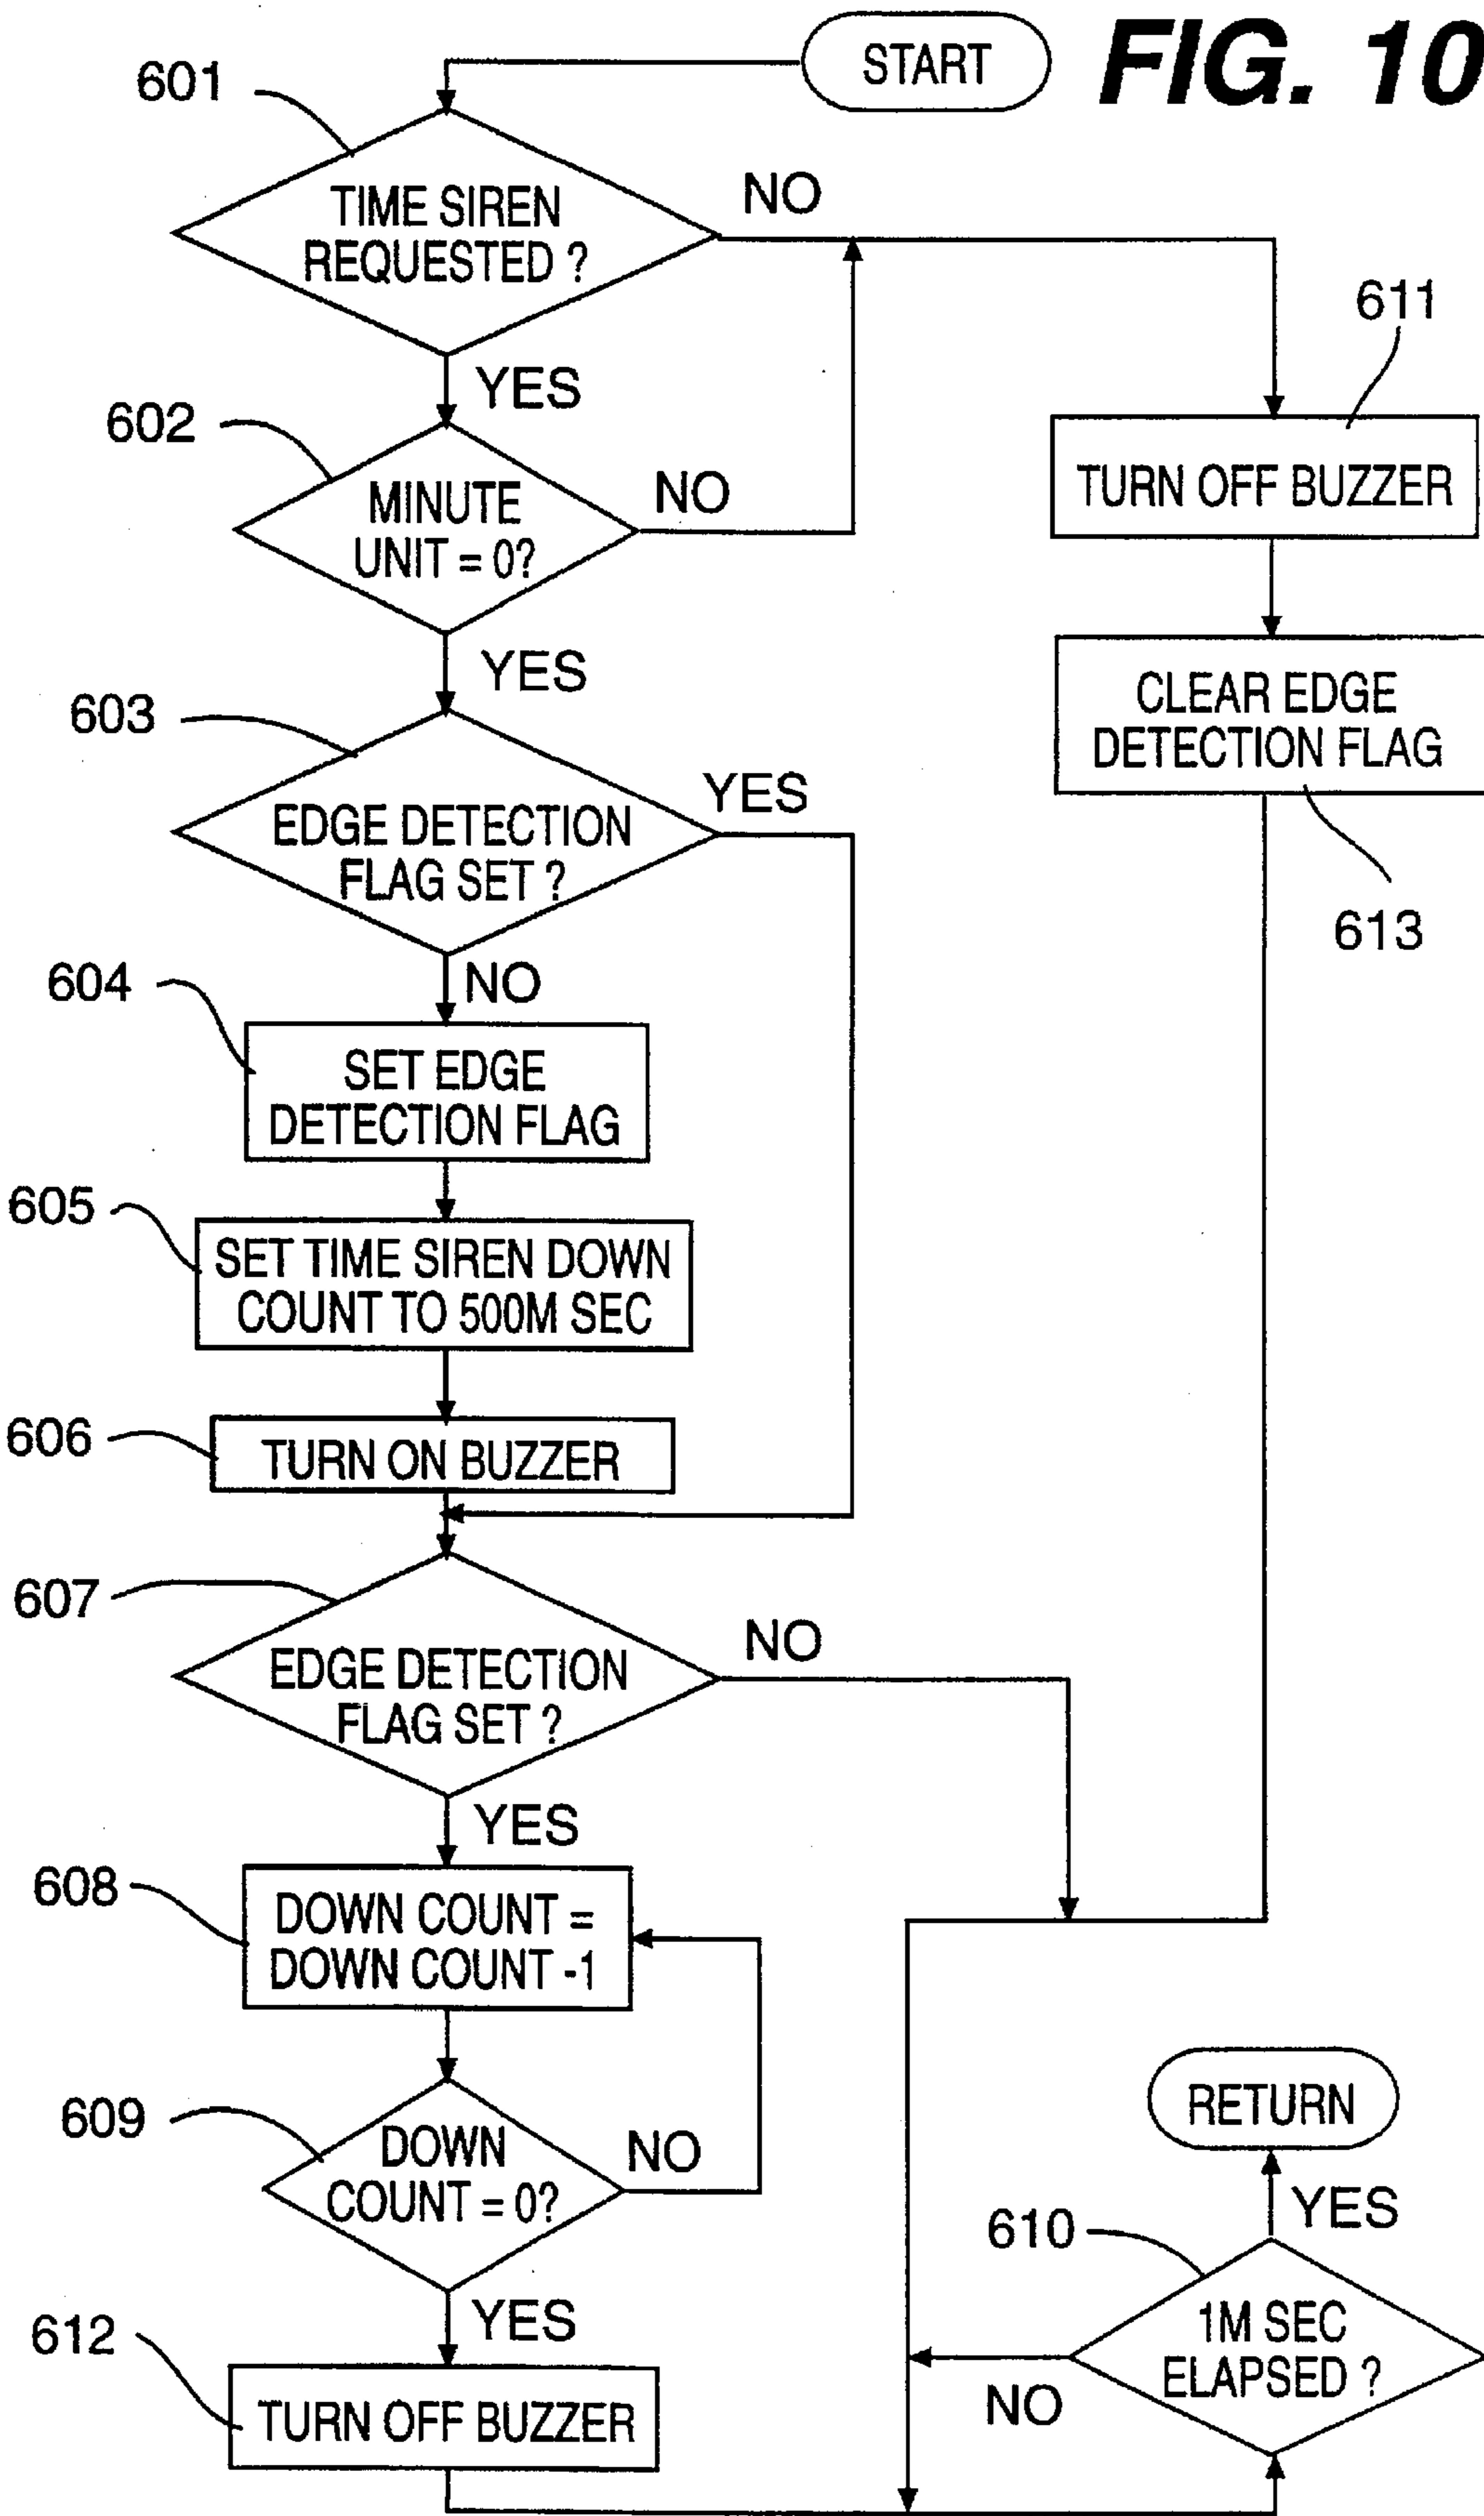 FIG. 10
START
601
TIME SIREN
REQUESTED ?
NO
YES
602
MINUTE
UNIT = 0?
NO
YES
611
TURN OFF BUZZER
CLEAR EDGE
DETECTION FLAG
613
603
EDGE DETECTION
FLAG SET ?
YES
NO
604
SET EDGE
DETECTION FLAG
605
SET TIME SIREN DOWN
COUNT TO 500M SEC
606
TURN ON BUZZER
607
EDGE DETECTION
FLAG SET ?
NO
YES
608
DOWN COUNT =
DOWN COUNT -1
609
DOWN
COUNT = 0?
NO
YES
612
TURN OFF BUZZER
RETURN
YES
610
1M SEC
ELAPSED ?
NO